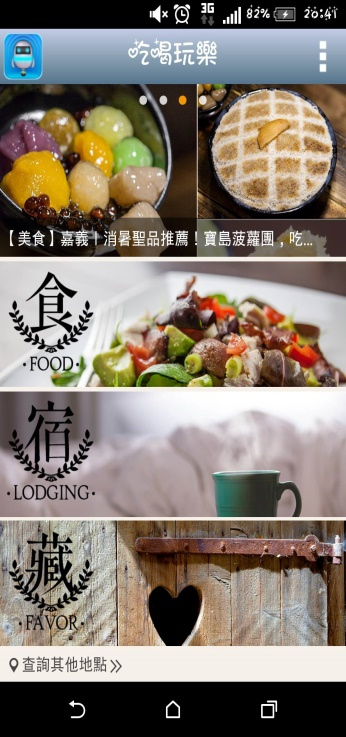 3G 82% 20:41
吃喝玩樂
【美食】嘉義｜消暑聖品推薦！寶島菠蘿團，吃...
食
·FOOD·
宿
·LODGING·
藏
·FAVOR·
查詢其他地點